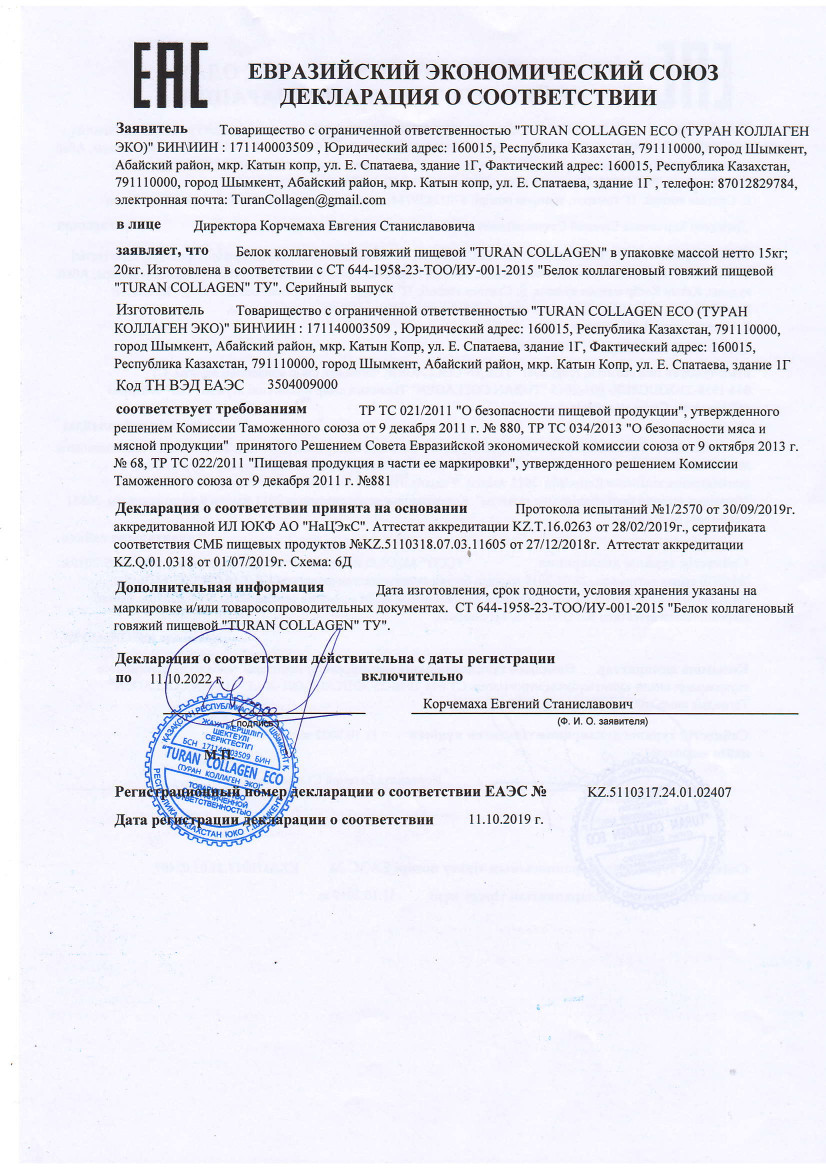 ЕАС
ЕВРАЗИЙСКИЙ ЭКОНОМИЧЕСКИЙ СОЮЗ
ДЕКЛАРАЦИЯ О СООТВЕТСТВИИ
Заявитель Товарищество с ограниченной ответственностью "TURAN COLLAGEN ECO (ТУРАН КОЛЛАГЕН
ЭКО)" БИН\ИИН : 171140003509 , Юридический адрес: 160015, Республика Казахстан, 791110000, город Шымкент,
Абайский район, мкр. Катын копр, ул. Е. Спатаева, здание 1Г, Фактический адрес: 160015, Республика Казахстан,
791110000, город Шымкент, Абайский район, мкр. Катын копр, ул. Е. Спатаева, здание 1Г , телефон: 87012829784,
электронная почта: TuranCollagen@gmail.com
в лице Директора Корчемаха Евгения Станиславовича
заявляет, что Белок коллагеновый говяжий пищевой "TURAN COLLAGEN" в упаковке массой нетто 15кг;
20кг. Изготовлена в соответствии с СТ 644-1958-23-ТОО/ИУ-001-2015 "Белок коллагеновый говяжий пищевой
"TURAN COLLAGEN" ТУ". Серийный выпуск
Изготовитель Товарищество с ограниченной ответственностью "TURAN COLLAGEN ECO (ТУРАН
КОЛЛАГЕН ЭКО)" БИН\ИИН : 171140003509 , Юридический адрес: 160015, Республика Казахстан, 791110000,
город Шымкент, Абайский район, мкр. Катын Копр, ул. Е. Спатаева, здание 1Г, Фактический адрес: 160015,
Республика Казахстан, 791110000, город Шымкент, Абайский район, мкр. Катын Копр, ул. Е. Спатаева, здание 1Г
Код ТН ВЭД ЕАЭС 3504009000
соответствует требованиям ТР ТС 021/2011 "О безопасности пищевой продукции", утвержденного
решением Комиссии Таможенного союза от 9 декабря 2011 г. № 880, ТР ТС 034/2013 "О безопасности мяса и
мясной продукции" принятого Решением Совета Евразийской экономической комиссии союза от 9 октября 2013 г.
№ 68, ТР ТС 022/2011 "Пищевая продукция в части ее маркировки", утвержденного решением Комиссии
Таможенного союза от 9 декабря 2011 г. №881
Декларация о соответствии принята на основании Протокола испытаний №1/2570 от 30/09/2019г.
аккредитованной ИЛ ЮКФ АО "НаЦЭкС". Аттестат аккредитации KZ.T.16.0263 от 28/02/2019г., сертификата
соответствия СМБ пищевых продуктов №KZ.5110318.07.03.11605 от 27/12/2018г. Аттестат аккредитации
KZ.Q.01.0318 от 01/07/2019г. Схема: 6Д
Дополнительная информация Дата изготовления, срок годности, условия хранения указаны на
маркировке и/или товаросопроводительных документах. СТ 644-1958-23-ТОО/ИУ-001-2015 "Белок коллагеновый
говяжий пищевой "TURAN COLLAGEN" ТУ".
Декларация о соответствии действительна с даты регистрации
по 11.10.2022 г. включительно
Корчемаха Евгений Станиславович
( подпись ) (Ф. И. О. заявителя)
ҚАЗАҚСТАН РЕСПУБЛИКАСЫ ШЫМКЕНТ Қ.
ЖАУАПКЕРШІЛІГІ
ШЕКТЕУЛІ
СЕРІКТЕСТІГІ
БСН 171140003509 БИН
М.П.
"TURAN COLLAGEN ECO
(ТУРАН КОЛЛАГЕН ЭКО)"
ТОВАРИЩЕСТВО
С ОГРАНИЧЕННОЙ
ОТВЕТСТВЕННОСТЬЮ
РЕСПУБЛИКА КАЗАХСТАН ЮКО Г.ШЫМКЕНТ
Регистрационный номер декларации о соответствии ЕАЭС № KZ.5110317.24.01.02407
Дата регистрации декларации о соответствии 11.10.2019 г.